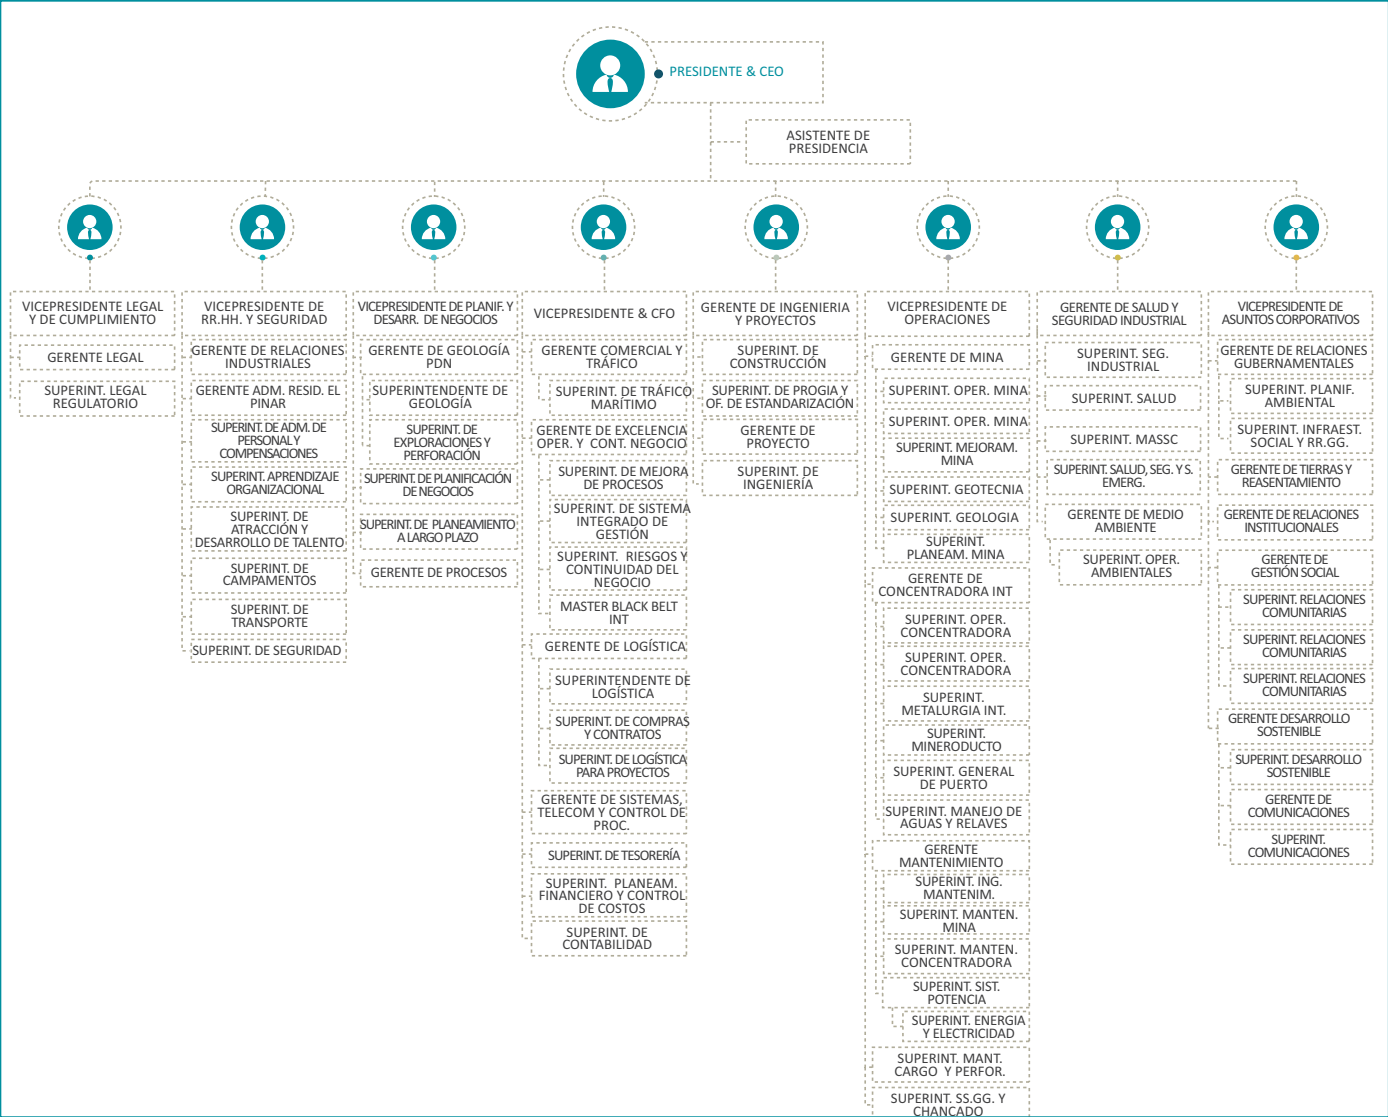 PRESIDENTE & CEO
ASISTENTE DE
PRESIDENCIA
VICEPRESIDENTE LEGAL
Y DE CUMPLIMIENTO
GERENTE LEGAL
SUPERINT. LEGAL
REGULATORIO
VICEPRESIDENTE DE
RR.HH. Y SEGURIDAD
GERENTE DE RELACIONES
INDUSTRIALES
GERENTE ADM. RESID. EL
PINAR
SUPERINT. DE ADM. DE
PERSONAL Y
COMPENSACIONES
SUPERINT. APRENDIZAJE
ORGANIZACIONAL
SUPERINT. DE
ATRACCIÓN Y
DESARROLLO DE TALENTO
SUPERINT. DE
CAMPAMENTOS
SUPERINT. DE
TRANSPORTE
SUPERINT. DE SEGURIDAD
VICEPRESIDENTE DE PLANIF. Y
DESARR. DE NEGOCIOS
GERENTE DE GEOLOGÍA
PDN
SUPERINTENDENTE DE
GEOLOGÍA
SUPERINT. DE
EXPLORACIONES Y
PERFORACIÓN
SUPERINT. DE PLANIFICACIÓN
DE NEGOCIOS
SUPERINT. DE PLANEAMIENTO
A LARGO PLAZO
GERENTE DE PROCESOS
VICEPRESIDENTE & CFO
GERENTE COMERCIAL Y
TRÁFICO
SUPERINT. DE TRÁFICO
MARÍTIMO
GERENTE DE EXCELENCIA
OPER. Y CONT. NEGOCIO
SUPERINT. DE MEJORA
DE PROCESOS
SUPERINT. DE SISTEMA
INTEGRADO DE
GESTIÓN
SUPERINT. RIESGOS Y
CONTINUIDAD DEL
NEGOCIO
MASTER BLACK BELT
INT
GERENTE DE LOGÍSTICA
SUPERINTENDENTE DE
LOGÍSTICA
SUPERINT. DE COMPRAS
Y CONTRATOS
SUPERINT. DE LOGÍSTICA
PARA PROYECTOS
GERENTE DE SISTEMAS,
TELECOM Y CONTROL DE
PROC.
SUPERINT. DE TESORERÍA
SUPERINT. PLANEAM.
FINANCIERO Y CONTROL
DE COSTOS
SUPERINT. DE
CONTABILIDAD
GERENTE DE INGENIERIA
Y PROYECTOS
SUPERINT. DE
CONSTRUCCIÓN
SUPERINT. DE PROGIA Y
OF. DE ESTANDARIZACIÓN
GERENTE DE
PROYECTO
SUPERINT. DE
INGENIERÍA
VICEPRESIDENTE DE
OPERACIONES
GERENTE DE MINA
SUPERINT. OPER. MINA
SUPERINT. OPER. MINA
SUPERINT. MEJORAM.
MINA
SUPERINT. GEOTECNIA
SUPERINT. GEOLOGIA
SUPERINT.
PLANEAM. MINA
GERENTE DE
CONCENTRADORA INT
SUPERINT. OPER.
CONCENTRADORA
SUPERINT. OPER.
CONCENTRADORA
SUPERINT.
METALURGIA INT.
SUPERINT.
MINERODUCTO
SUPERINT. GENERAL
DE PUERTO
SUPERINT. MANEJO DE
AGUAS Y RELAVES
GERENTE
MANTENIMIENTO
SUPERINT. ING.
MANTENIM.
SUPERINT. MANTEN.
MINA
SUPERINT. MANTEN.
CONCENTRADORA
SUPERINT. SIST.
POTENCIA
SUPERINT. ENERGIA
Y ELECTRICIDAD
SUPERINT. MANT.
CARGO Y PERFOR.
SUPERINT. SS.GG. Y
CHANCADO
GERENTE DE SALUD Y
SEGURIDAD INDUSTRIAL
SUPERINT. SEG.
INDUSTRIAL
SUPERINT. SALUD
SUPERINT. MASSC
SUPERINT. SALUD, SEG. Y S.
EMERG.
GERENTE DE MEDIO
AMBIENTE
SUPERINT. OPER.
AMBIENTALES
VICEPRESIDENTE DE
ASUNTOS CORPORATIVOS
GERENTE DE RELACIONES
GUBERNAMENTALES
SUPERINT. PLANIF.
AMBIENTAL
SUPERINT. INFRAEST.
SOCIAL Y RR.GG.
GERENTE DE TIERRAS Y
REASENTAMIENTO
GERENTE DE RELACIONES
INSTITUCIONALES
GERENTE DE
GESTIÓN SOCIAL
SUPERINT. RELACIONES
COMUNITARIAS
SUPERINT. RELACIONES
COMUNITARIAS
SUPERINT. RELACIONES
COMUNITARIAS
GERENTE DESARROLLO
SOSTENIBLE
SUPERINT. DESARROLLO
SOSTENIBLE
GERENTE DE
COMUNICACIONES
SUPERINT.
COMUNICACIONES